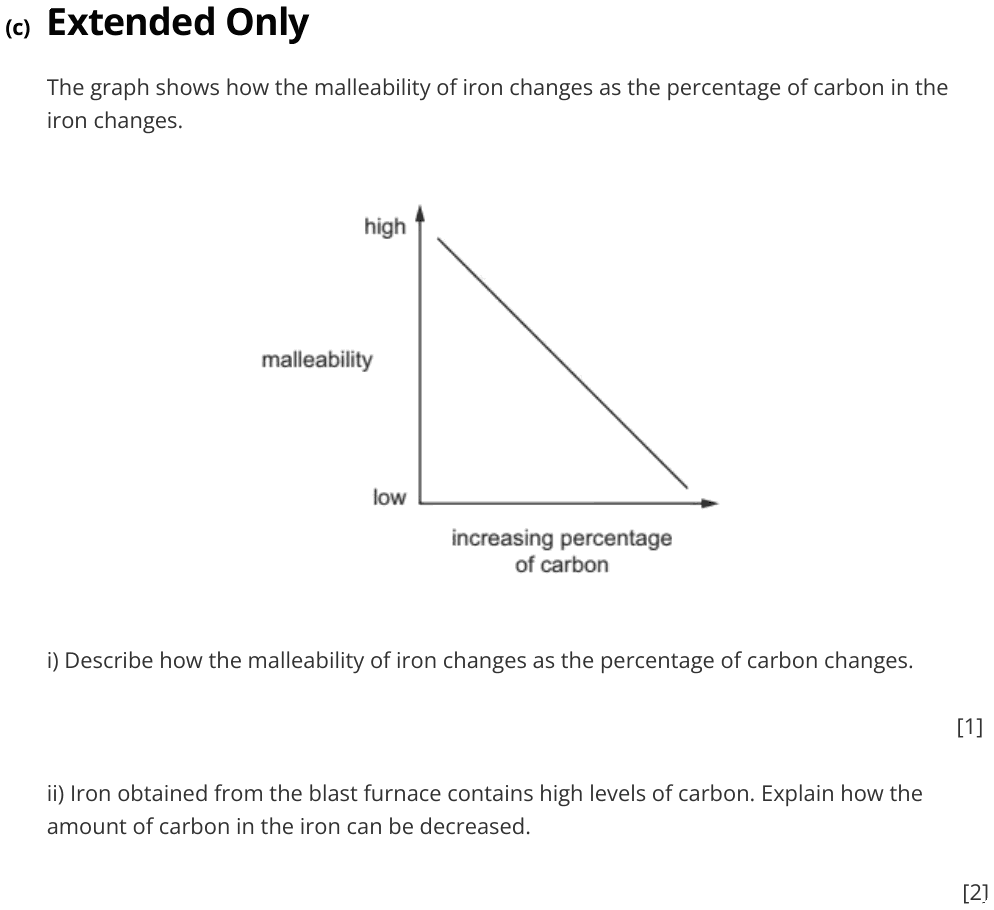 (c) Extended Only
The graph shows how the malleability of iron changes as the percentage of carbon in the
iron changes.
high
malleability
low
increasing percentage
of carbon
i) Describe how the malleability of iron changes as the percentage of carbon changes.
[1]
ii) Iron obtained from the blast furnace contains high levels of carbon. Explain how the
amount of carbon in the iron can be decreased.
[2]